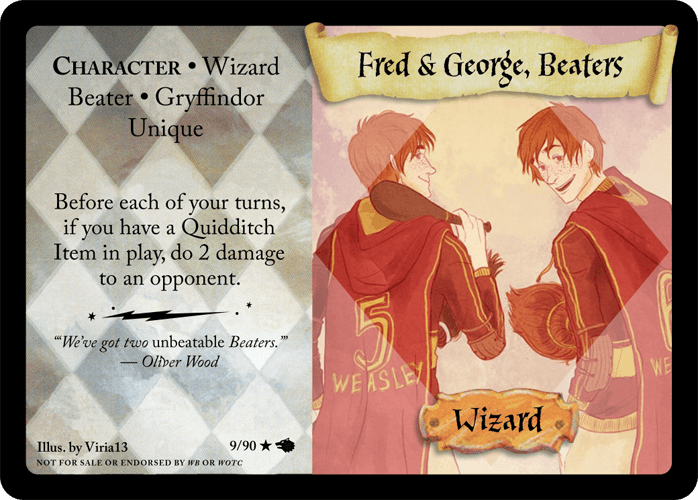 CHARACTER • Wizard
Beater • Gryffindor
Unique
Before each of your turns,
if you have a Quidditch
Item in play, do 2 damage
to an opponent.
“‘We’ve got two unbeatable Beaters.’”
— Oliver Wood
Illus. by Viria13
9/90 ★
NOT FOR SALE OR ENDORSED BY WB OR WOTC
Fred & George, Beaters
5
WEASLEY
6
WE
Wizard